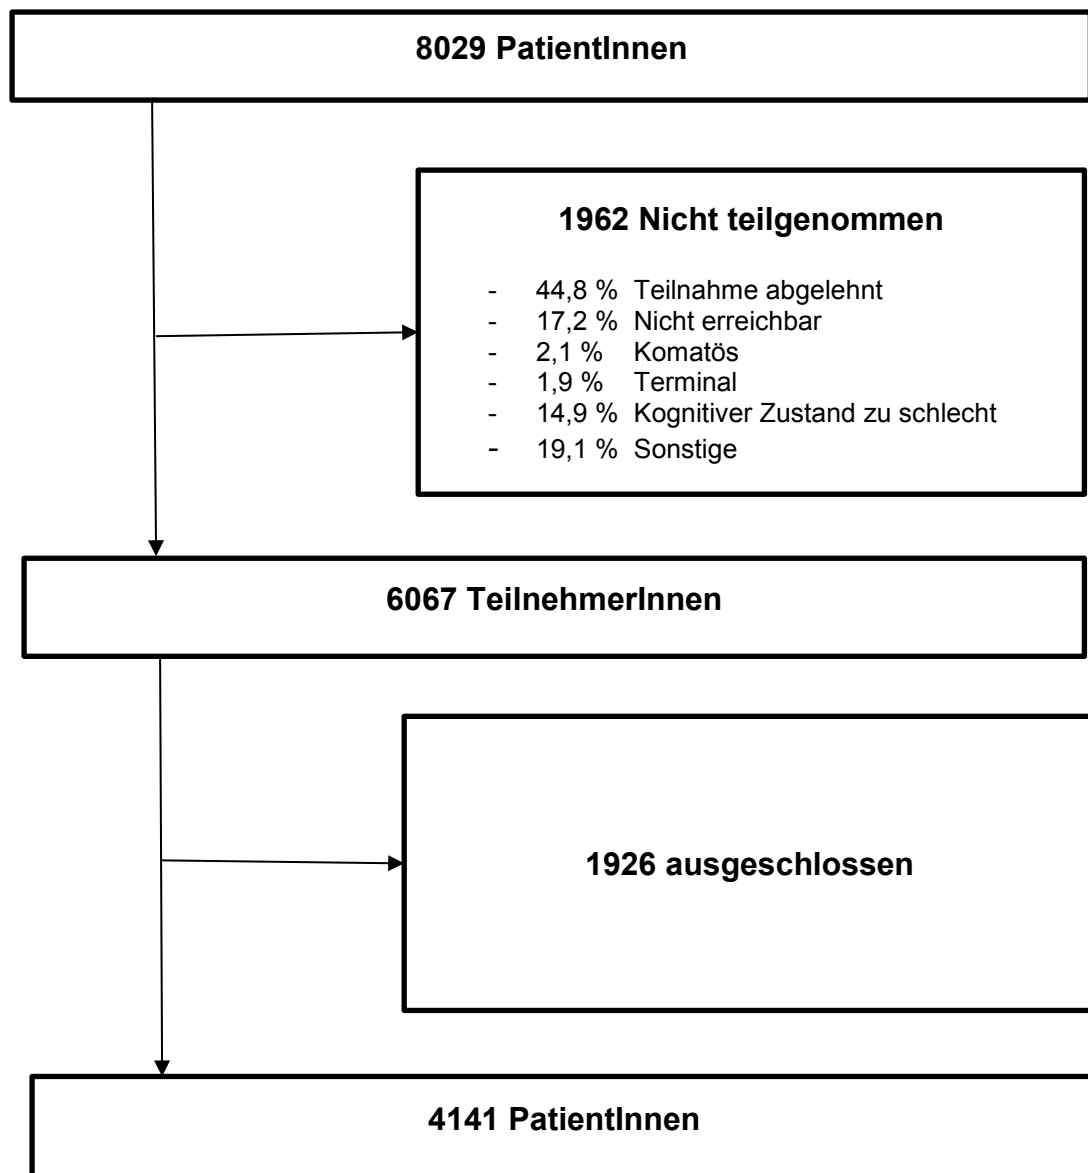 8029 PatientInnen
1962 Nicht teilgenommen
- 44,8 % Teilnahme abgelehnt
- 17,2 % Nicht erreichbar
- 2,1 % Komatös
- 1,9 % Terminal
- 14,9 % Kognitiver Zustand zu schlecht
- 19,1 % Sonstige
6067 TeilnehmerInnen
1926 ausgeschlossen
4141 PatientInnen